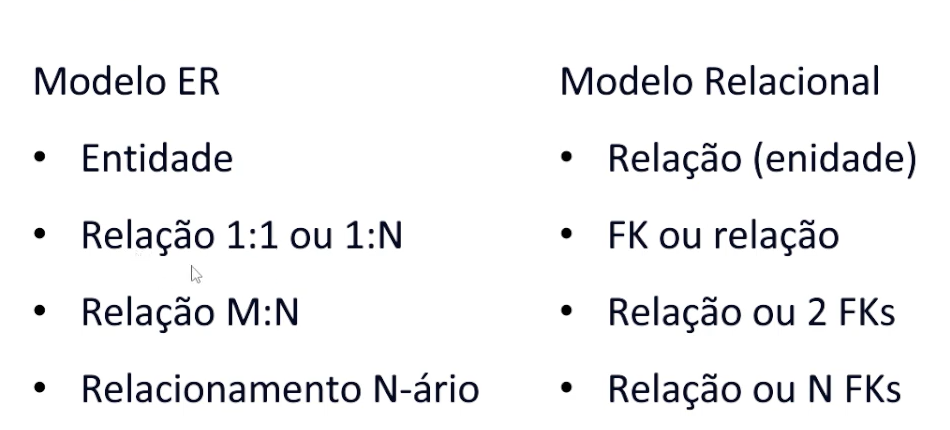 Modelo ER
• Entidade
• Relação 1:1 ou 1:N
• Relação M:N
• Relacionamento N-ário
Modelo Relacional
• Relação (enidade)
• FK ou relação
• Relação ou 2 FKs
• Relação ou N FKs